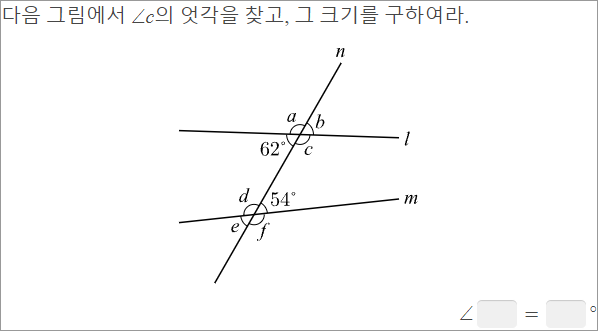 다음 그림에서 ∠c의 엇각을 찾고, 그 크기를 구하여라.
n
a b
l
62° c
d 54° m
e f
∠ = °